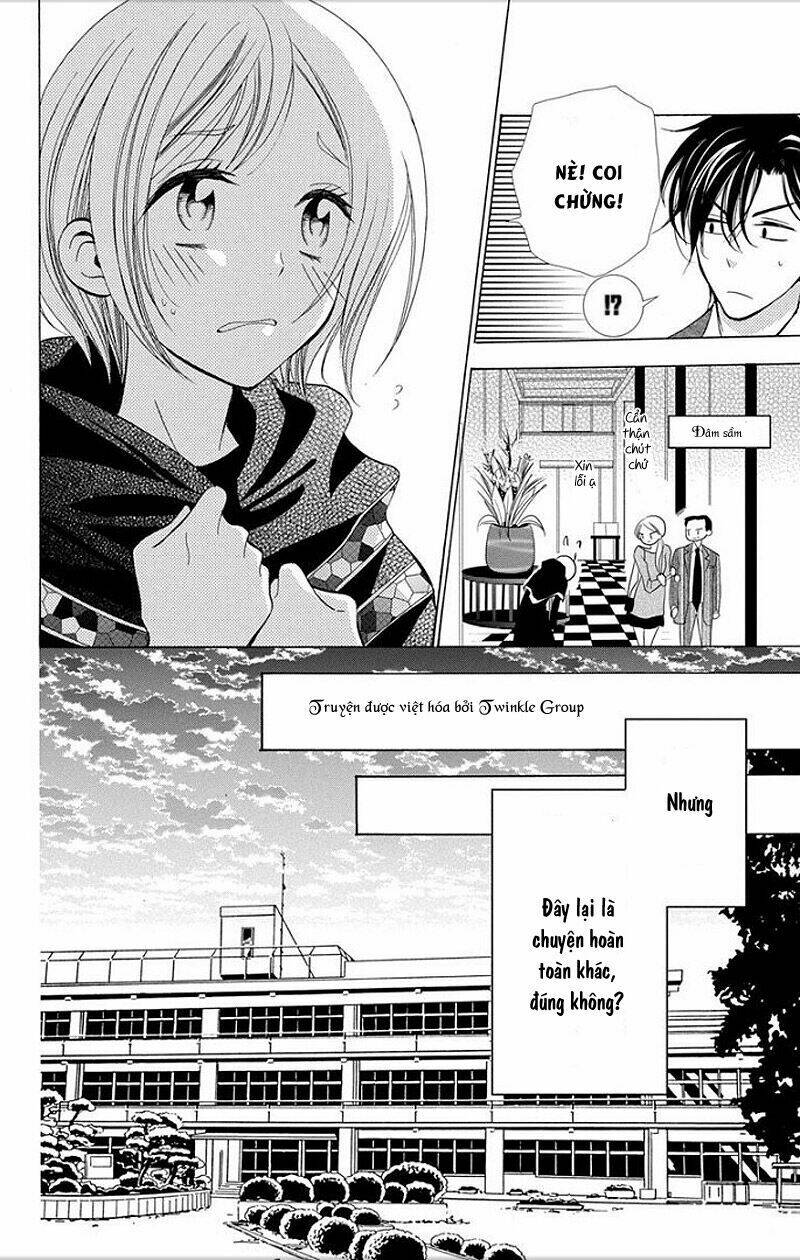 NÈ! COI
CHỪNG!
!?
Đâm sầm
Cẩn
thận
chút
chứ
Xin
lỗi ạ
Truyện được việt hóa bởi Twinkle Group
Nhưng
Đây lại là
chuyện hoàn
toàn khác,
đúng không?